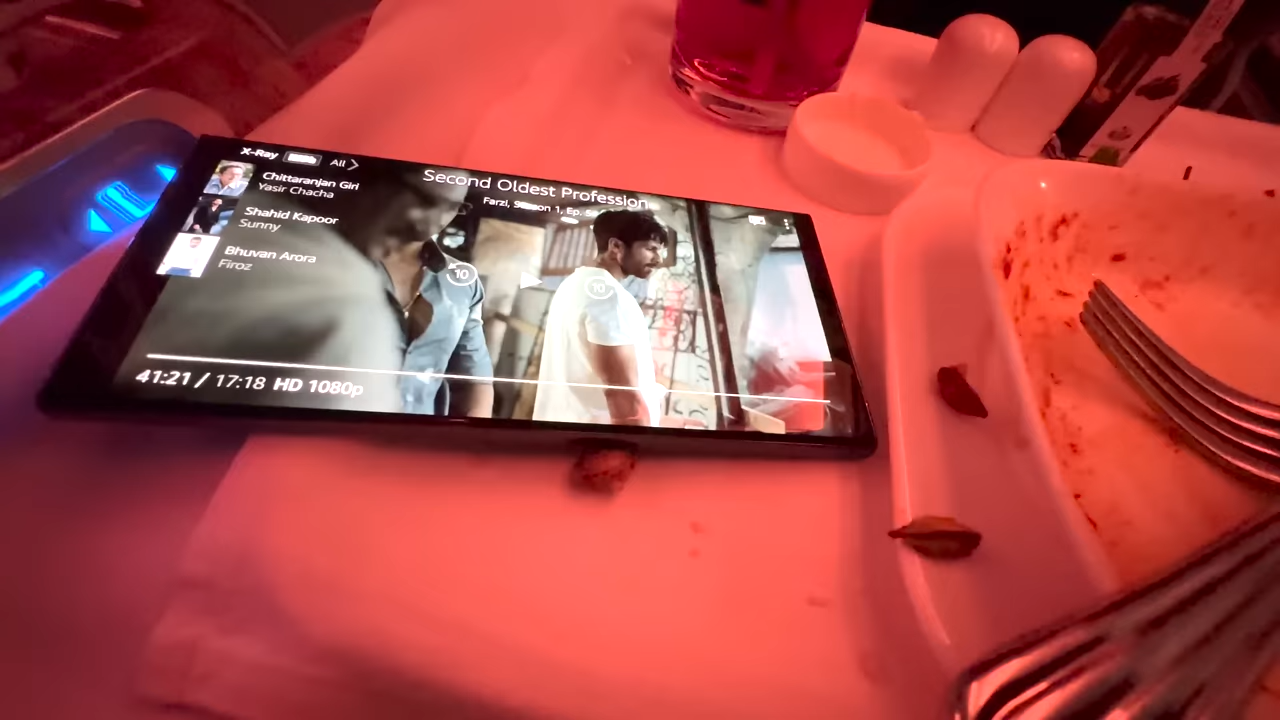 X-Ray
All >
Chittaranjan Giri
Yasir Chacha
Shahid Kapoor
Sunny
Bhuvan Arora
Firoz
Second Oldest Profession
Farzi, Season 1, Ep.
10
10
41:21 / 17:18 HD 1080p